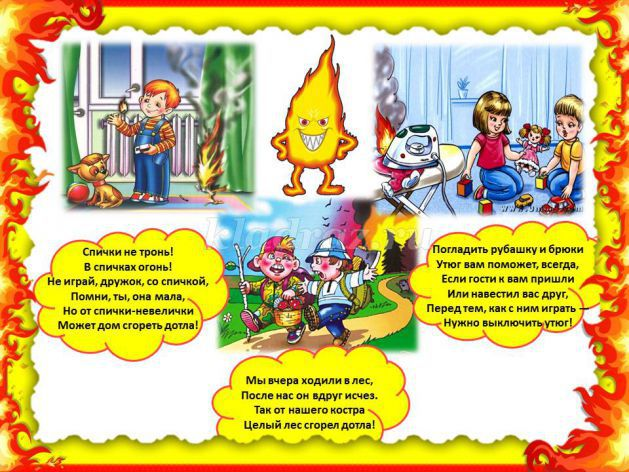 Спички не тронь!
В спичках огонь!
Не играй, дружок, со спичкой,
Помни, ты, она мала,
Но от спички-невелички
Может дом сгореть дотла!
Погладить рубашку и брюки
Утюг вам поможет, всегда,
Если гости к вам пришли
Или навестил вас друг,
Перед тем, как с ним играть —
Нужно выключить утюг!
Мы вчера ходили в лес,
После нас он вдруг исчез.
Так от нашего костра
Целый лес сгорел дотла!
kladraz.ru